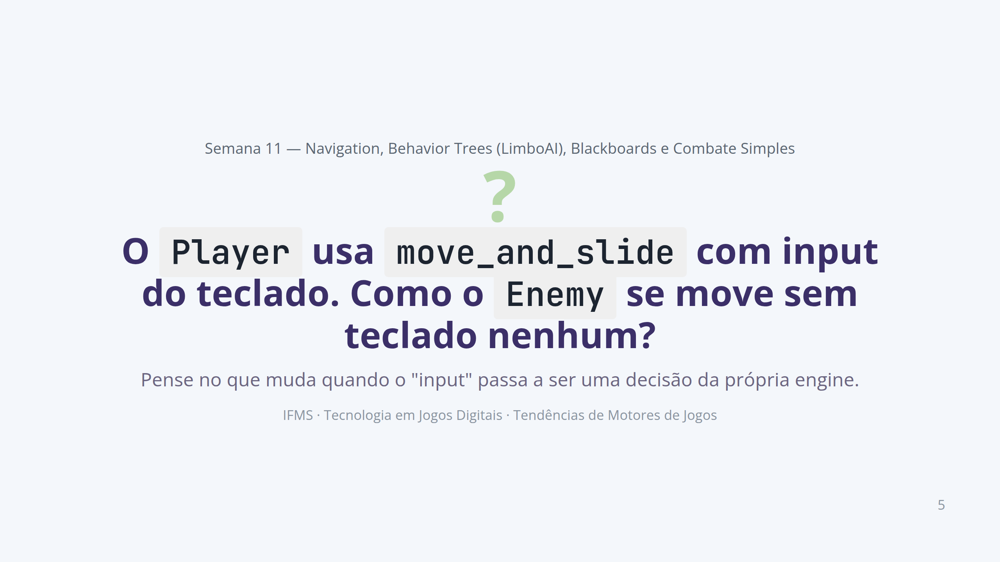 Semana 11 — Navigation, Behavior Trees (LimboAI), Blackboards e Combate Simples
?
O Player usa move_and_slide com input
do teclado. Como o Enemy se move sem
teclado nenhum?
Pense no que muda quando o "input" passa a ser uma decisão da própria engine.
IFMS · Tecnologia em Jogos Digitais · Tendências de Motores de Jogos
5